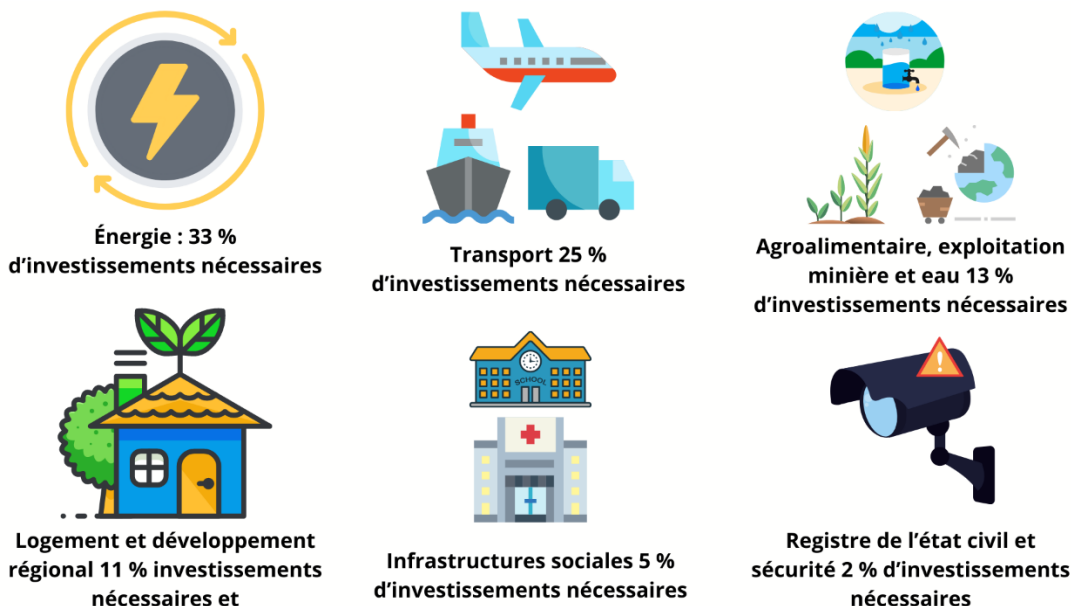 Énergie : 33 %
d’investissements nécessaires
Transport 25 %
d’investissements nécessaires
Agroalimentaire, exploitation
minière et eau 13 %
d’investissements nécessaires
SCHOOL
Logement et développement
régional 11 % investissements
nécessaires et
Infrastructures sociales 5 %
d’investissements nécessaires
Registre de l’état civil et
sécurité 2 % d’investissements
nécessaires